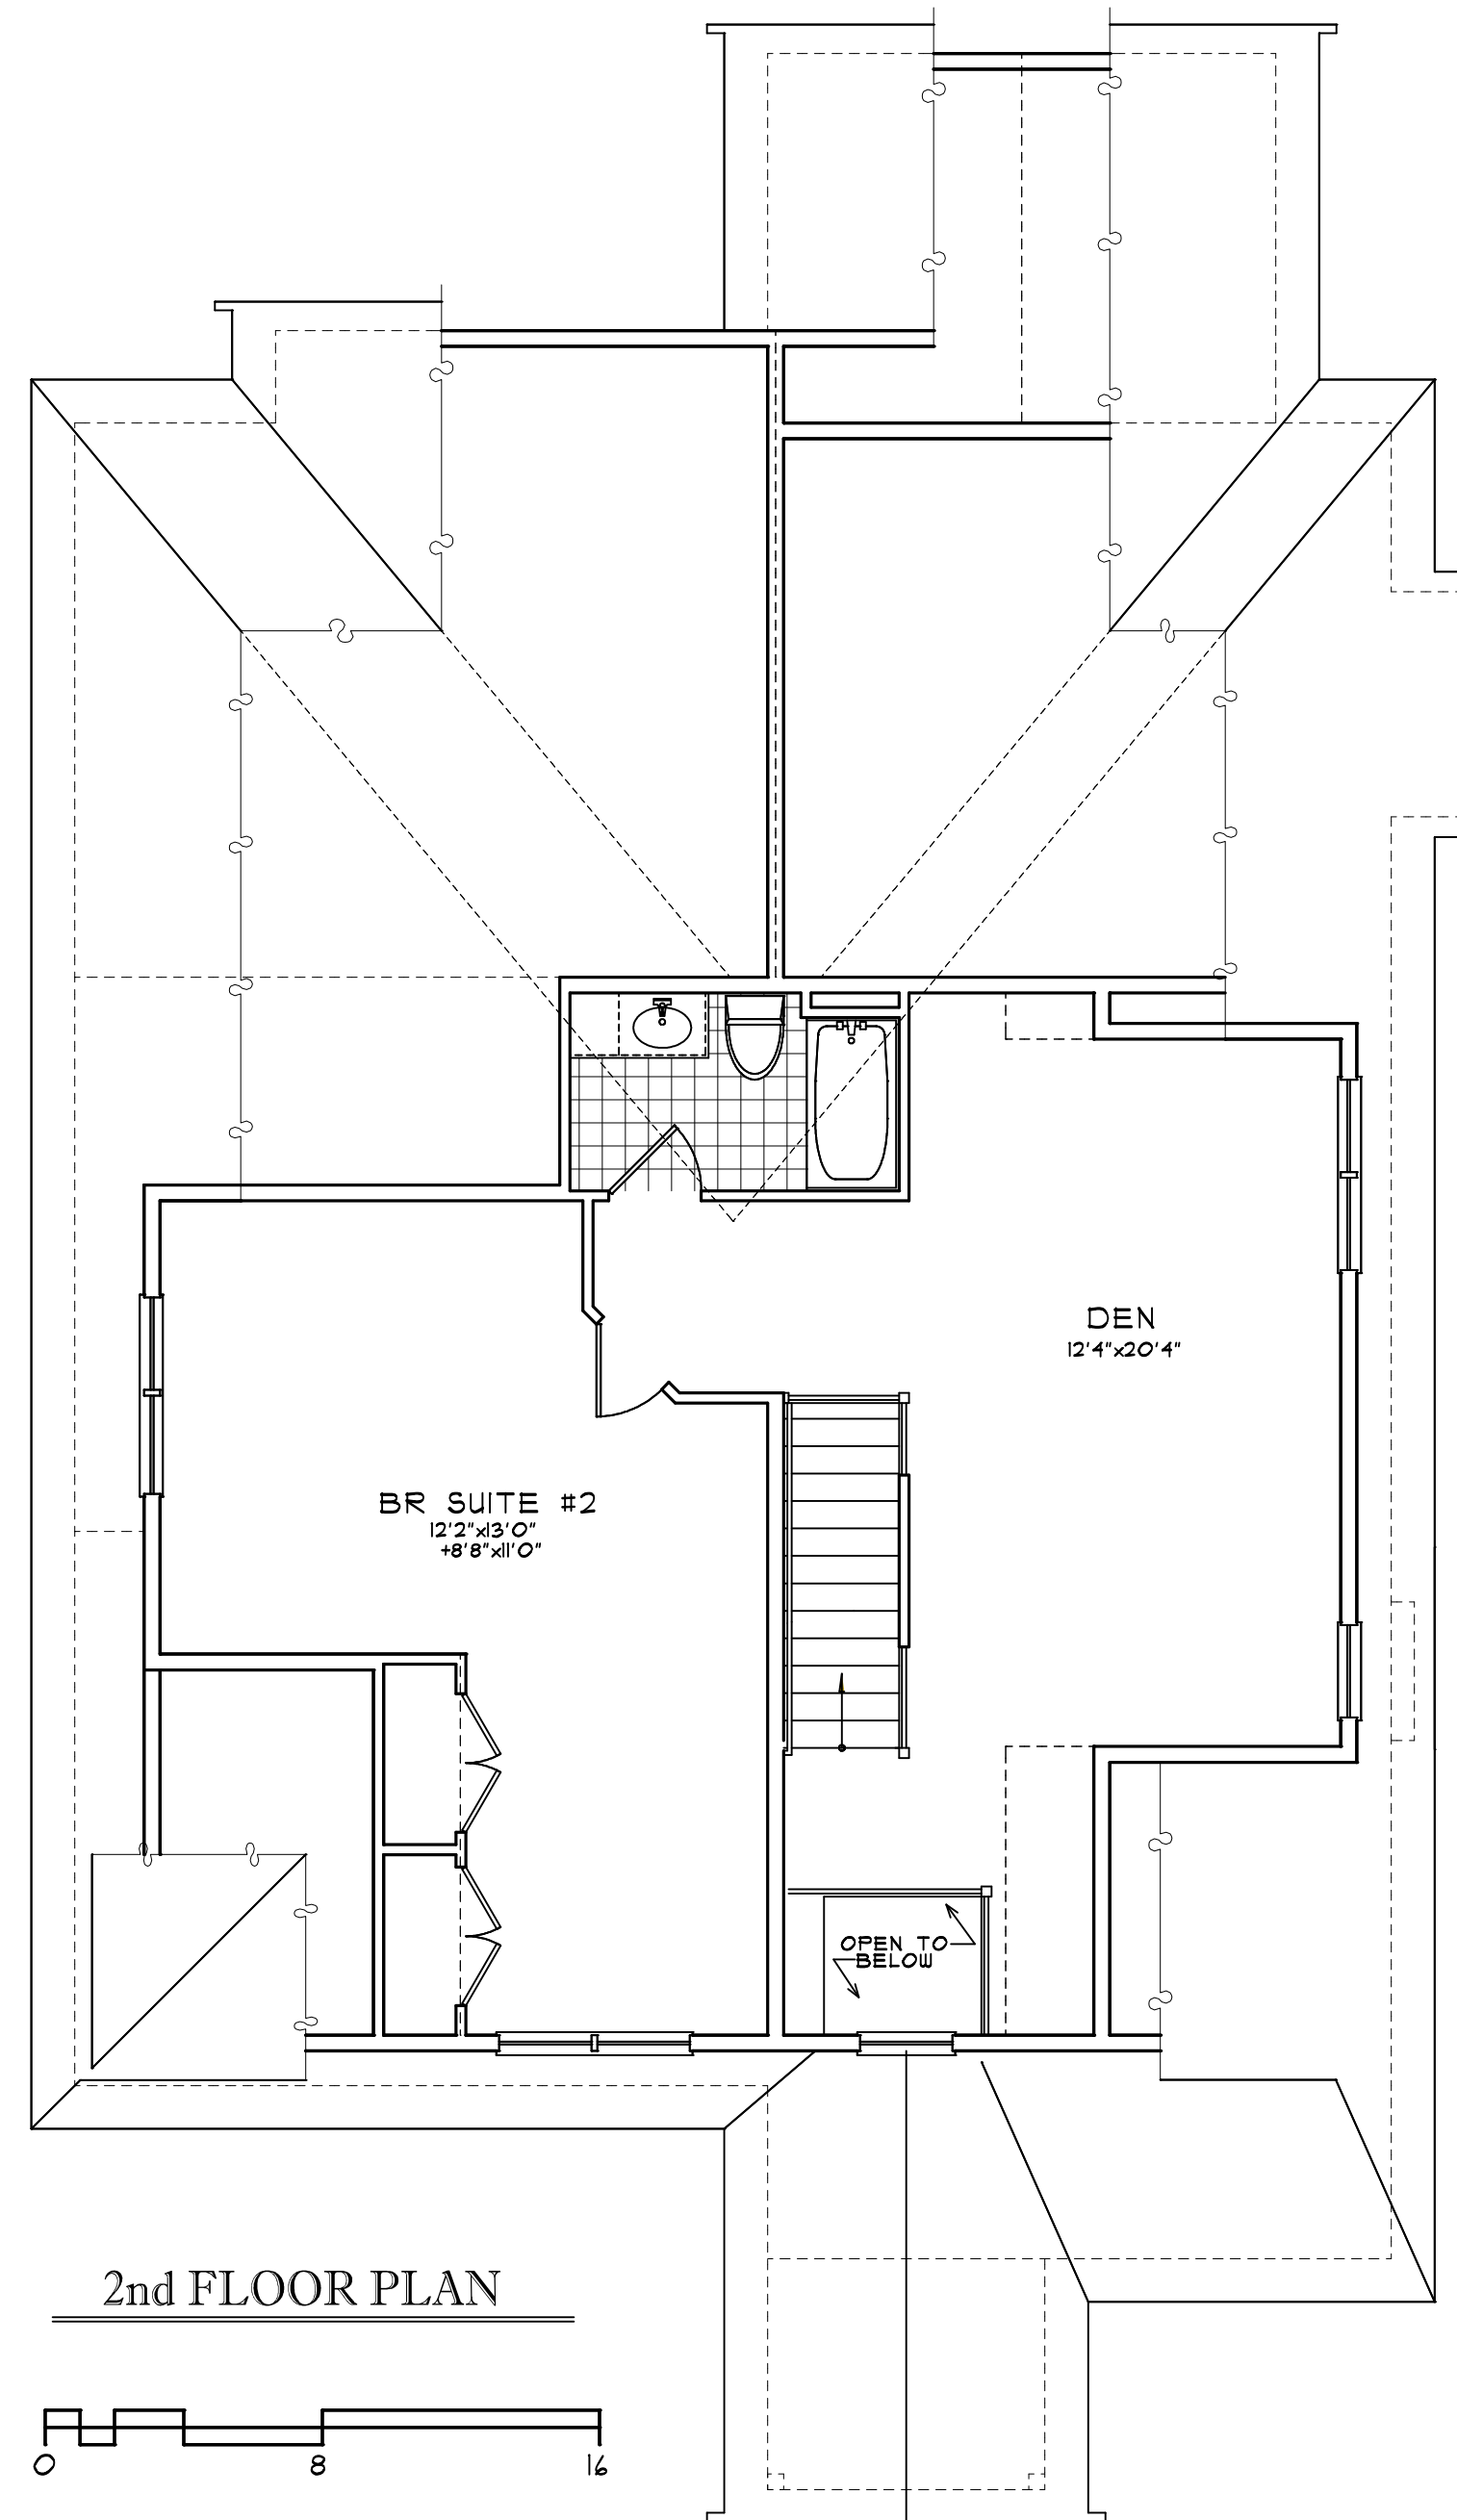 DEN
12'4"x20'4"
BR SUITE #2
12'2"x13'0"
+8'8"x11'0"
OPEN TO
BELOW
2nd FLOOR PLAN
0 8 16